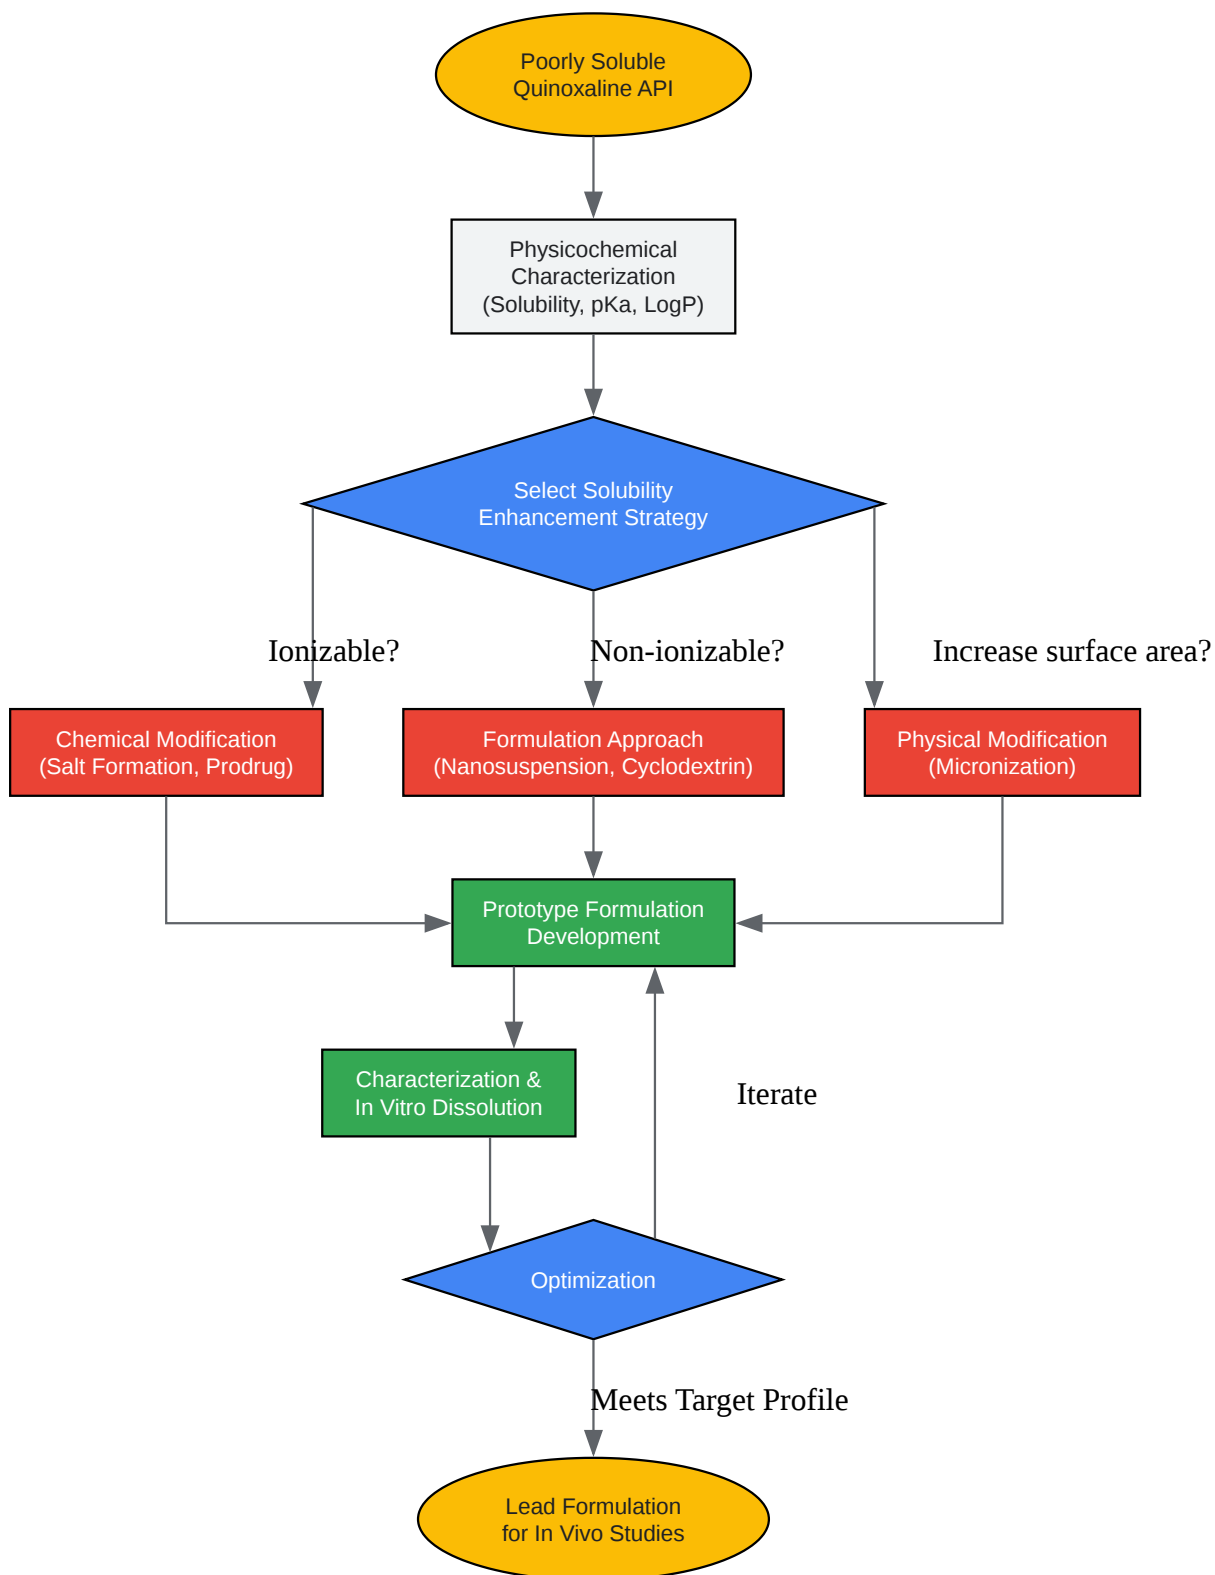 Poorly Soluble
Quinoxaline API
Physicochemical
Characterization
(Solubility, pKa, LogP)
Select Solubility
Enhancement Strategy
Ionizable?
Non-ionizable?
Increase surface area?
Chemical Modification
(Salt Formation, Prodrug)
Formulation Approach
(Nanosuspension, Cyclodextrin)
Physical Modification
(Micronization)
Prototype Formulation
Development
Characterization &
In Vitro Dissolution
Iterate
Optimization
Meets Target Profile
Lead Formulation
for In Vivo Studies